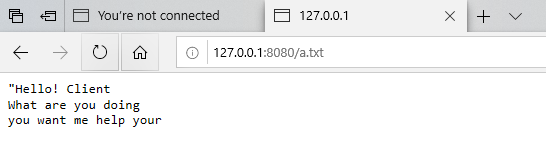 You're not connected
127.0.0.1
127.0.0.1:8080/a.txt
"Hello! Client
What are you doing
you want me help your